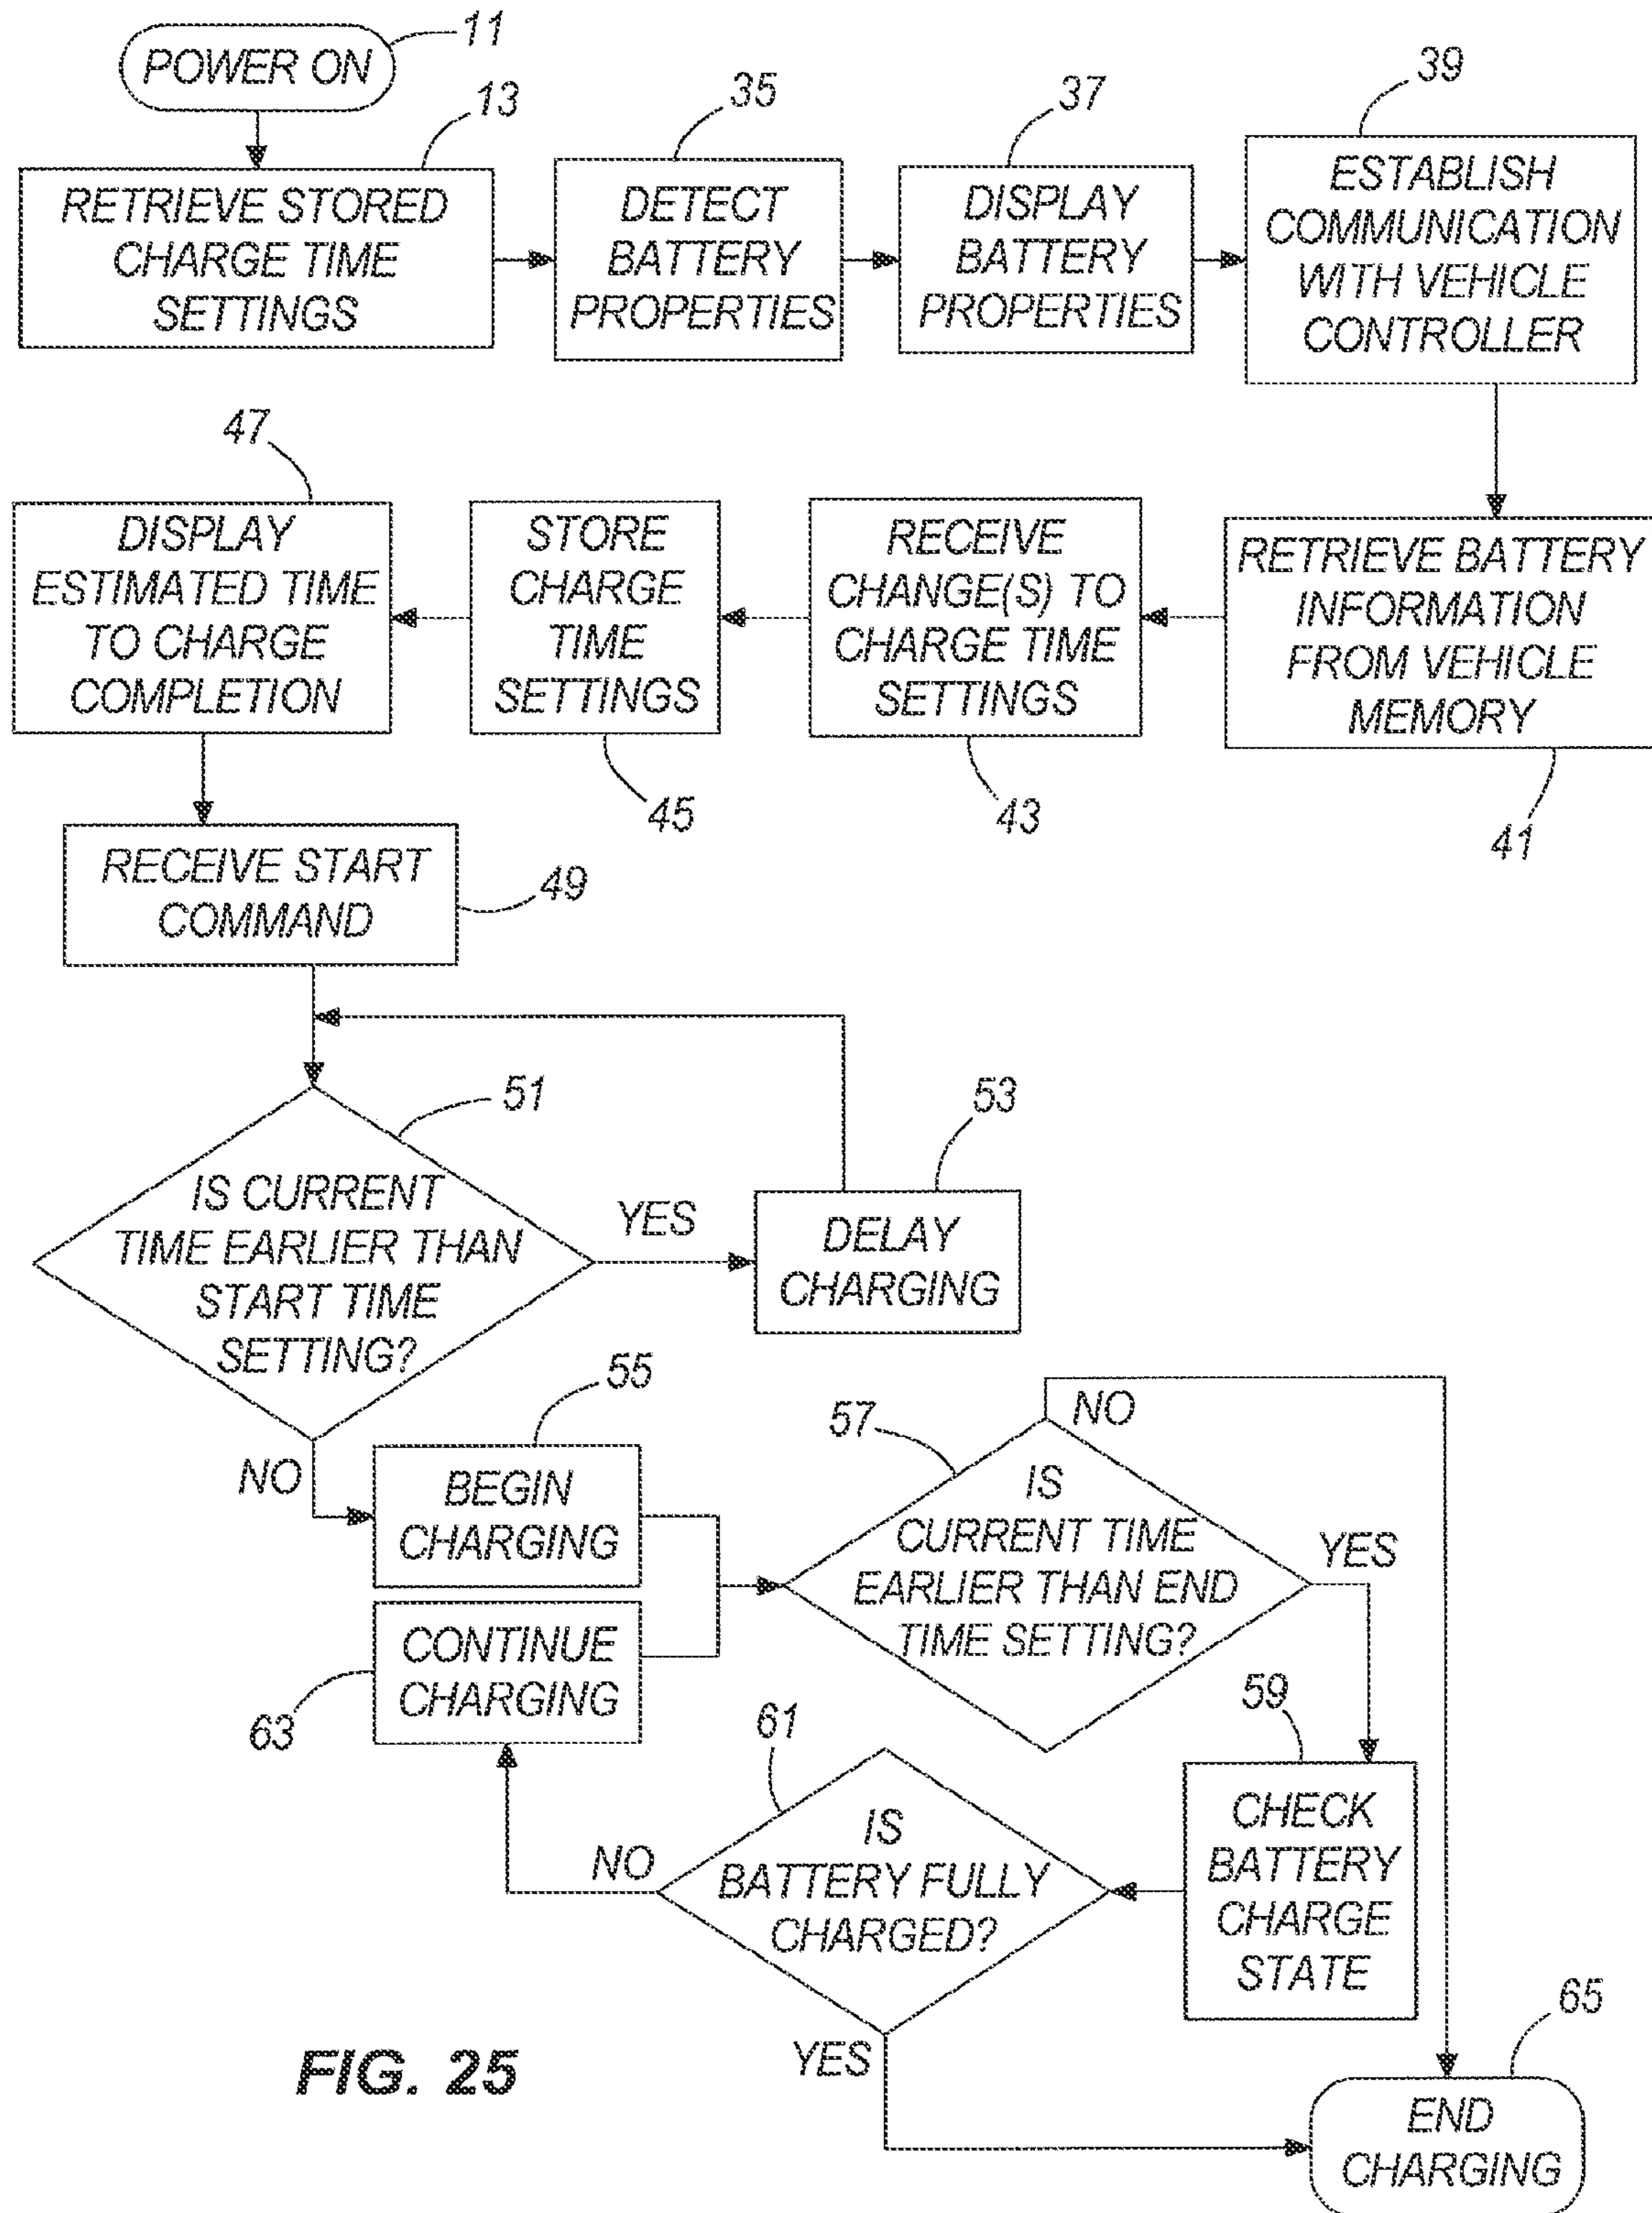 11
POWER ON
13
RETRIEVE STORED
CHARGE TIME
SETTINGS
35
DETECT
BATTERY
PROPERTIES
37
DISPLAY
BATTERY
PROPERTIES
39
ESTABLISH
COMMUNICATION
WITH VEHICLE
CONTROLLER
47
DISPLAY
ESTIMATED TIME
TO CHARGE
COMPLETION
STORE
CHARGE
TIME
SETTINGS
45
RECEIVE
CHANGE(S) TO
CHARGE TIME
SETTINGS
43
RETRIEVE BATTERY
INFORMATION
FROM VEHICLE
MEMORY
41
RECEIVE START
COMMAND
49
51
IS CURRENT
TIME EARLIER THAN
START TIME
SETTING?
YES
53
DELAY
CHARGING
NO
55
BEGIN
CHARGING
CONTINUE
CHARGING
63
57
NO
IS
CURRENT TIME
EARLIER THAN END
TIME SETTING?
YES
59
CHECK
BATTERY
CHARGE
STATE
61
IS
BATTERY FULLY
CHARGED?
NO
YES
65
END
CHARGING
FIG. 25